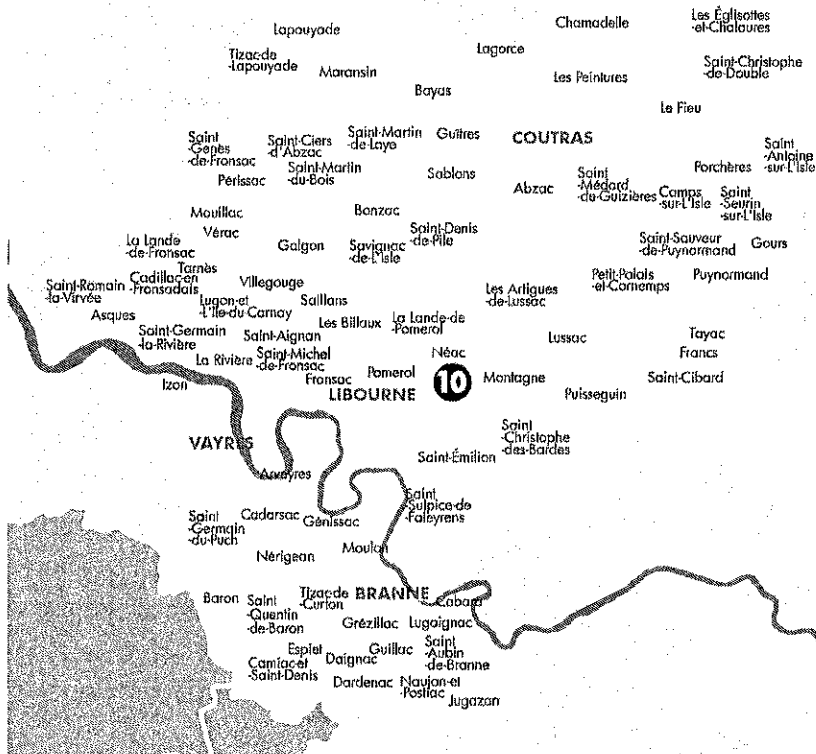 Lapouyade
Chamadelle
Les Églisottes
-et-Chalaures
Tizac-de
-Lapouyade
Lagorce
Maransin
Les Peintures
Saint-Christophe
-de-Double
Bayas
Le Fieu
Saint
-Genès
-de-Fronsac
Saint-Ciers
d'Abzac
Saint-Martin
-de-Laye
Guîtres
COUTRAS
Saint
-Antoine
-sur-L'Isle
Périssac
Saint-Martin
-du-Bois
Sablons
Abzac
Saint
-Médard
-de-Guizières
Camps
-sur-L'Isle
Porchères
Saint
-Seurin
-sur-L'Isle
Mouillac
Vérac
Bonzac
La Lande
-de-Fronsac
Galgon
Savignac
-de-L'Isle
Saint-Denis
-de-Pile
Saint-Sauveur
-de-Puynormand
Gours
Tarnès
Cadillac-en
-Fronsadais
Villegouge
Saint-Romain
-la-Virvée
Lugon-et
-L'Ile-du-Carnay
Saillans
Les Artigues
-de-Lussac
Petit-Palais
-et-Cornemps
Puynormand
Asques
Saint-Germain
-la-Rivière
Saint-Aignan
Les Billaux
La Lande-de
-Pomerol
Lussac
Tayac
Francs
La Rivière
Saint-Michel
-de-Fronsac
Néac
Izon
Fronsac
Pomerol
10
Montagne
Saint-Cibard
LIBOURNE
Puisseguin
VAYRES
Saint
-Christophe
-des-Bardes
Saint-Émilion
Arveyres
Saint
-Sulpice-de
-Faleyrens
Saint
-Germain
-du-Puch
Cadarsac
Génissac
Nérigean
Moulon
Baron
Saint
-Quentin
-de-Baron
Tizac-de
-Curton
BRANNE
Cabara
Grézillac
Lugaignac
Espiet
Daignac
Guillac
Saint
-Aubin
-de-Branne
Camiac-et
-Saint-Denis
Dardenac
Naujan-et
-Postiac
Jugazan